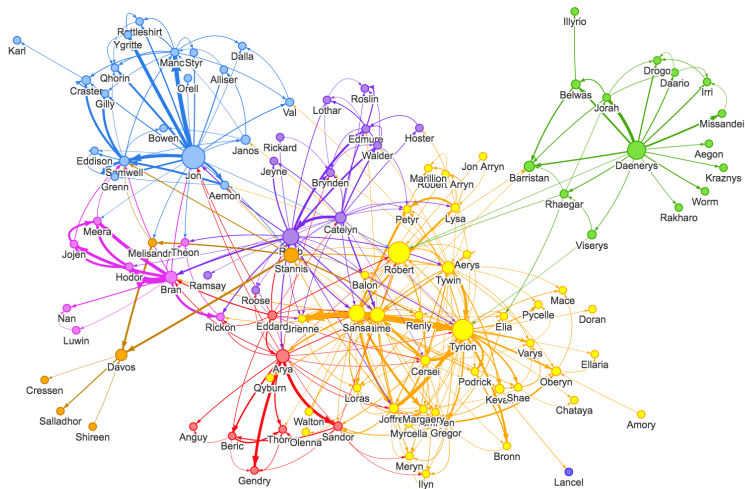 Illyrio
Rattleshirt
Ygritte
Karl
Mance
Styr
Dalla
Drogo
Daario
Qhorin
Alliser
Belwas
Irri
Craster
Orell
Roslin
Gilly
Val
Lothar
Jorah
Missandei
Bowen
Edmure
Hoster
Janos
Rickard
Walder
Daenerys
Aegon
Eddison
Samwell
Jon
Jon Arryn
Jeyne
Marillion
Barristan
Kraznys
Grenn
Robert Arryn
Brynden
Aemon
Worm
Rhaegar
Rakharo
Petyr
Lysa
Catelyn
Meera
Viserys
Jojen
Melisandre
Theon
Stannis
Robert
Aerys
Hodor
Balon
Tywin
Bran
Ramsay
Roose
Mace
Nan
Rickon
Eddard
Brienne
Sansa
Renly
Elia
Pycelle
Doran
Luwin
Tyrion
Varys
Davos
Arya
Cersei
Ellaria
Cressen
Qyburn
Podrick
Oberyn
Loras
Shae
Salladhor
Walton
Joffrey
Margaery
Chataya
Amory
Shireen
Anguy
Olenna
Myrcella
Gregor
Beric
Sandor
Bronn
Meryn
Gendry
Ilyn
Lancel